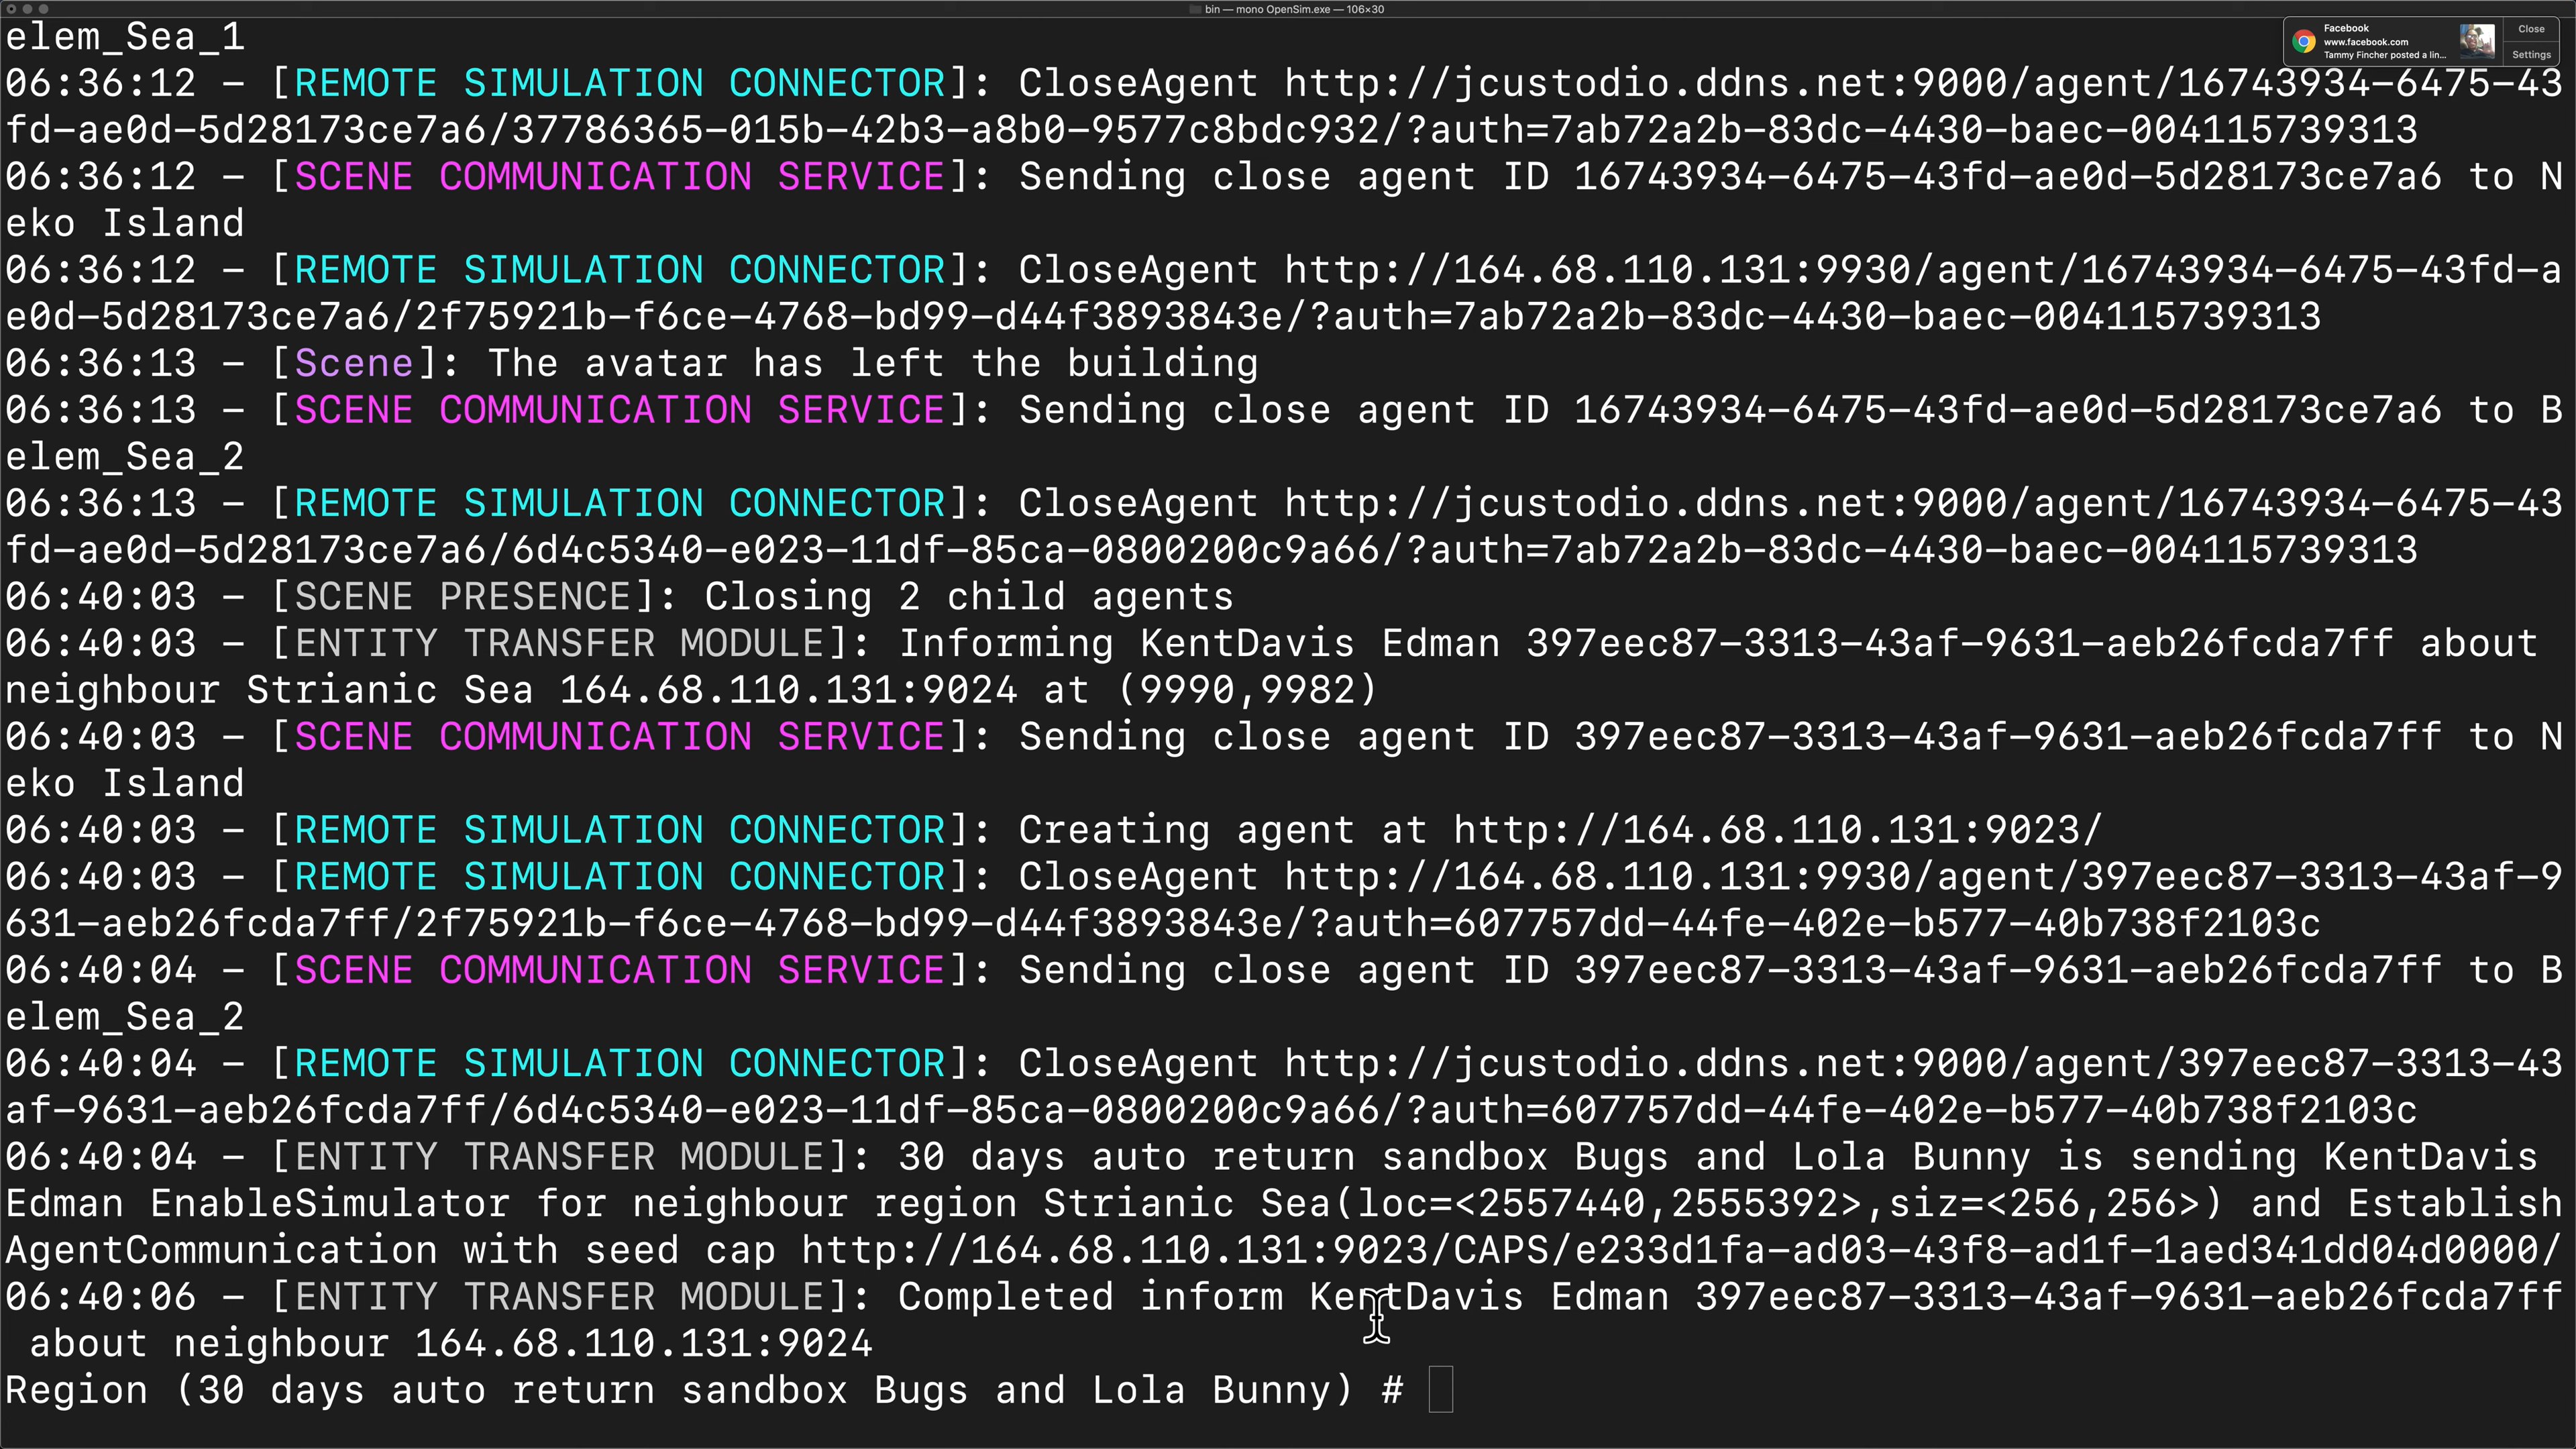 bin — mono OpenSim.exe — 106×30
Facebook
www.facebook.com
Tammy Fincher posted a lin...
Close
Settings
elem_Sea_1
06:36:12 – [REMOTE SIMULATION CONNECTOR]: CloseAgent http://jcustodio.ddns.net:9000/agent/16743934-6475-43
fd-ae0d-5d28173ce7a6/37786365-015b-42b3-a8b0-9577c8bdc932/?auth=7ab72a2b-83dc-4430-baec-004115739313
06:36:12 – [SCENE COMMUNICATION SERVICE]: Sending close agent ID 16743934-6475-43fd-ae0d-5d28173ce7a6 to N
eko Island
06:36:12 – [REMOTE SIMULATION CONNECTOR]: CloseAgent http://164.68.110.131:9930/agent/16743934-6475-43fd-a
e0d-5d28173ce7a6/2f75921b-f6ce-4768-bd99-d44f3893843e/?auth=7ab72a2b-83dc-4430-baec-004115739313
06:36:13 – [Scene]: The avatar has left the building
06:36:13 – [SCENE COMMUNICATION SERVICE]: Sending close agent ID 16743934-6475-43fd-ae0d-5d28173ce7a6 to B
elem_Sea_2
06:36:13 – [REMOTE SIMULATION CONNECTOR]: CloseAgent http://jcustodio.ddns.net:9000/agent/16743934-6475-43
fd-ae0d-5d28173ce7a6/6d4c5340-e023-11df-85ca-0800200c9a66/?auth=7ab72a2b-83dc-4430-baec-004115739313
06:40:03 – [SCENE PRESENCE]: Closing 2 child agents
06:40:03 – [ENTITY TRANSFER MODULE]: Informing KentDavis Edman 397eec87-3313-43af-9631-aeb26fcda7ff about
neighbour Strianic Sea 164.68.110.131:9024 at (9990,9982)
06:40:03 – [SCENE COMMUNICATION SERVICE]: Sending close agent ID 397eec87-3313-43af-9631-aeb26fcda7ff to N
eko Island
06:40:03 – [REMOTE SIMULATION CONNECTOR]: Creating agent at http://164.68.110.131:9023/
06:40:03 – [REMOTE SIMULATION CONNECTOR]: CloseAgent http://164.68.110.131:9930/agent/397eec87-3313-43af-9
631-aeb26fcda7ff/2f75921b-f6ce-4768-bd99-d44f3893843e/?auth=607757dd-44fe-402e-b577-40b738f2103c
06:40:04 – [SCENE COMMUNICATION SERVICE]: Sending close agent ID 397eec87-3313-43af-9631-aeb26fcda7ff to B
elem_Sea_2
06:40:04 – [REMOTE SIMULATION CONNECTOR]: CloseAgent http://jcustodio.ddns.net:9000/agent/397eec87-3313-43
af-9631-aeb26fcda7ff/6d4c5340-e023-11df-85ca-0800200c9a66/?auth=607757dd-44fe-402e-b577-40b738f2103c
06:40:04 – [ENTITY TRANSFER MODULE]: 30 days auto return sandbox Bugs and Lola Bunny is sending KentDavis
Edman EnableSimulator for neighbour region Strianic Sea(loc=<2557440,2555392>,siz=<256,256>) and Establish
AgentCommunication with seed cap http://164.68.110.131:9023/CAPS/e233d1fa-ad03-43f8-ad1f-1aed341dd04d0000/
06:40:06 – [ENTITY TRANSFER MODULE]: Completed inform KentDavis Edman 397eec87-3313-43af-9631-aeb26fcda7ff
about neighbour 164.68.110.131:9024
Region (30 days auto return sandbox Bugs and Lola Bunny) #